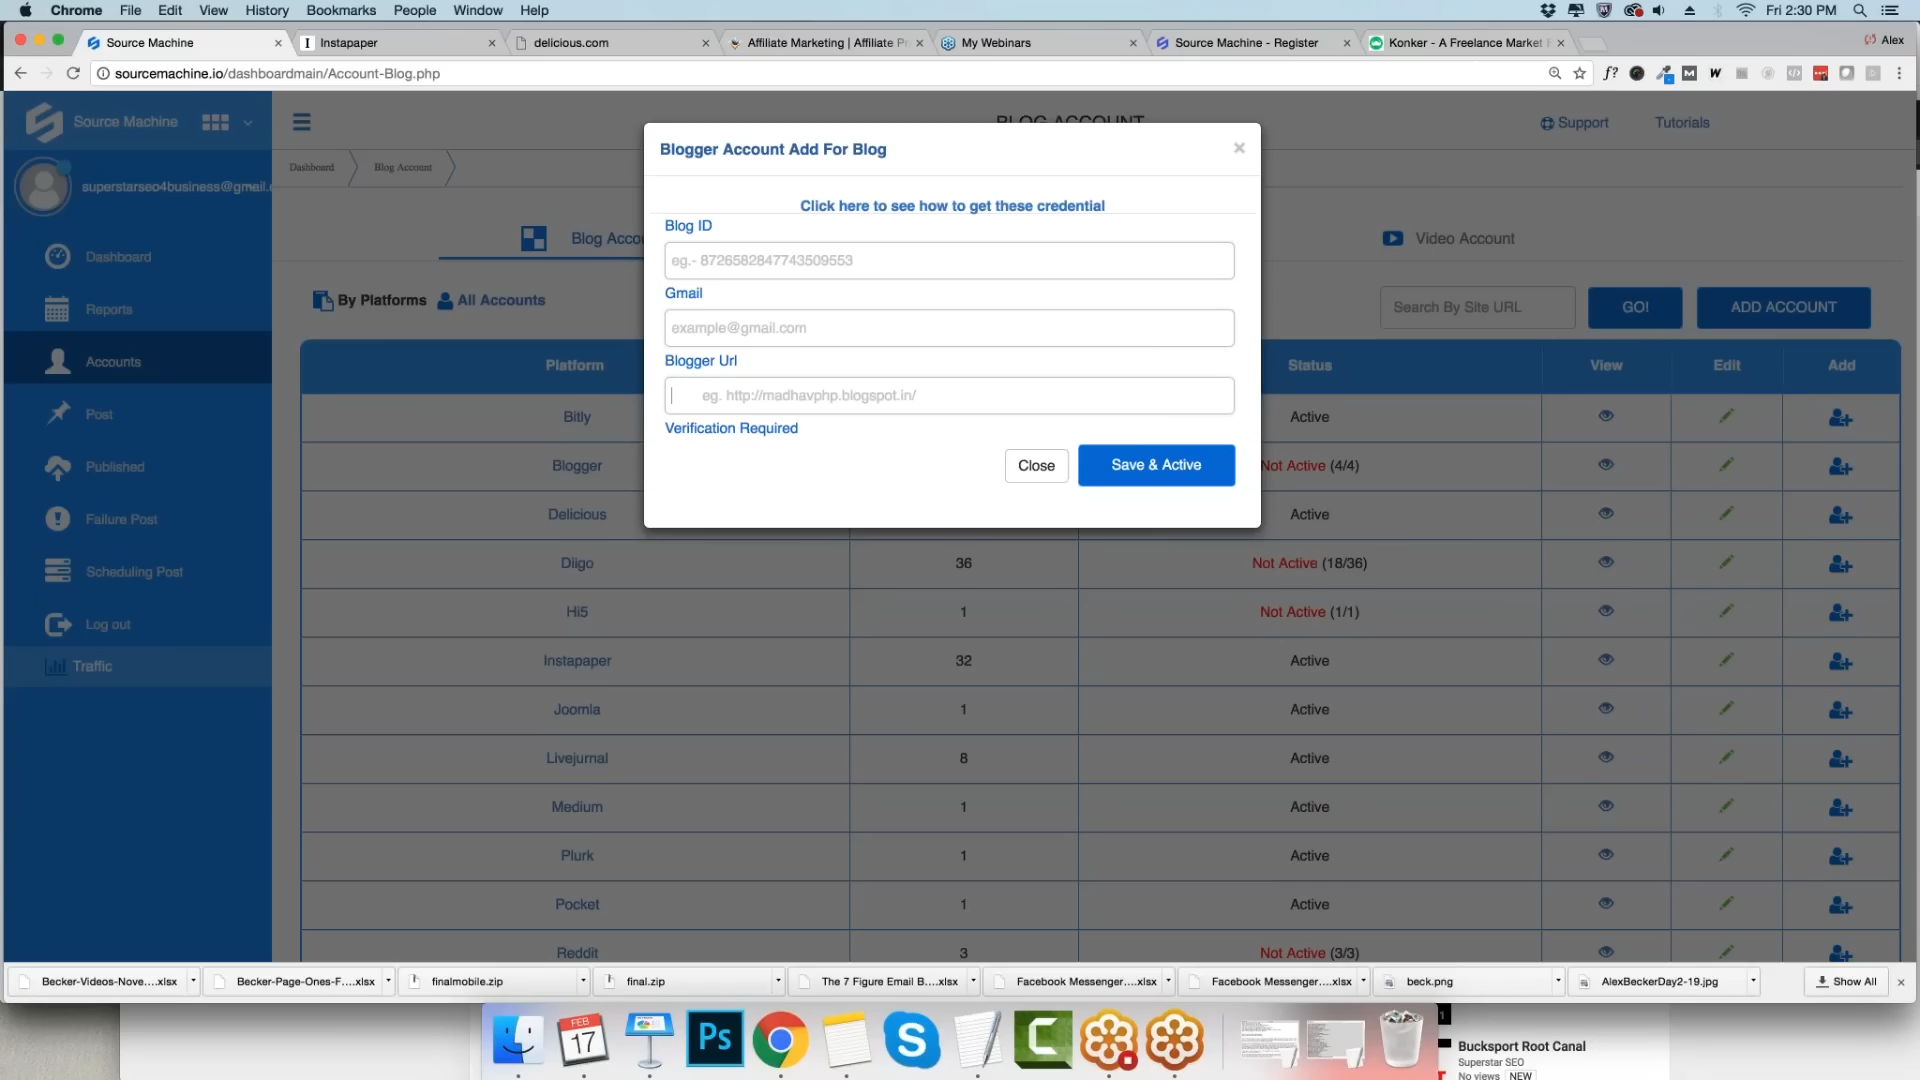 Chrome File Edit View History Bookmarks People Window Help
Fri 2:30 PM
Source Machine
Instapaper
delicious.com
Affiliate Marketing | Affiliate P
My Webinars
Source Machine - Register
Konker - A Freelance Market
Alex
sourcemachine.io/dashboardmain/Account-Blog.php
Source Machine
Support
Tutorials
Blogger Account Add For Blog
×
Dashboard
Blog Account
superstarseo4business@gmail.
Click here to see how to get these credential
Blog ID
eg.- 8726582847743509553
Gmail
example@gmail.com
Blogger Url
eg. http://madhavphp.blogspot.in/
Verification Required
Close
Save & Active
Blog Accou
Video Account
By Platforms
All Accounts
Search By Site URL
GO!
ADD ACCOUNT
Dashboard
Reports
Accounts
Post
Published
Failure Post
Scheduling Post
Log out
Traffic
Platform Status View Edit Add
Bitly Active
Blogger Not Active (4/4)
Delicious Active
Diigo 36 Not Active (18/36)
Hi5 1 Not Active (1/1)
Instapaper 32 Active
Joomla 1 Active
Livejurnal 8 Active
Medium 1 Active
Plurk 1 Active
Pocket 1 Active
Reddit 3 Not Active (3/3)
Becker-Videos-Nove....xlsx
Becker-Page-Ones-F....xlsx
finalmobile.zip
final.zip
The 7 Figure Email B....xlsx
Facebook Messenger....xlsx
Facebook Messenger....xlsx
beck.png
AlexBeckerDay2-19.jpg
Show All
FEB
17
Ps
Bucksport Root Canal
Superstar SEO
No views NEW